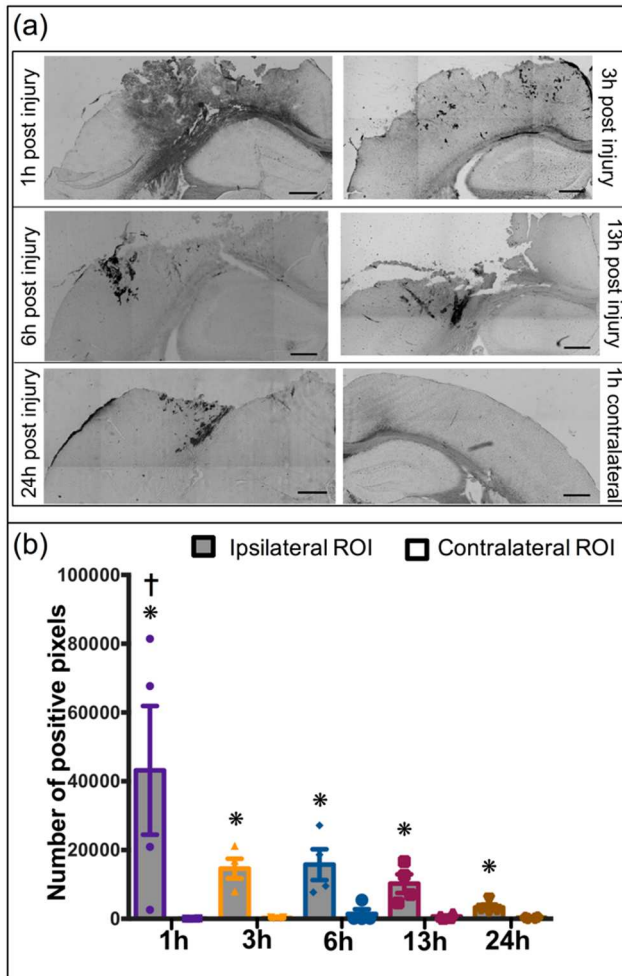 (a)
1h post injury
3h post injury
6h post injury
13h post injury
24h post injury
1h contralateral
(b)
Ipsilateral ROI
Contralateral ROI
Number of positive pixels
100000
80000
60000
40000
20000
0
†
*
*
*
*
*
1h
3h
6h
13h
24h